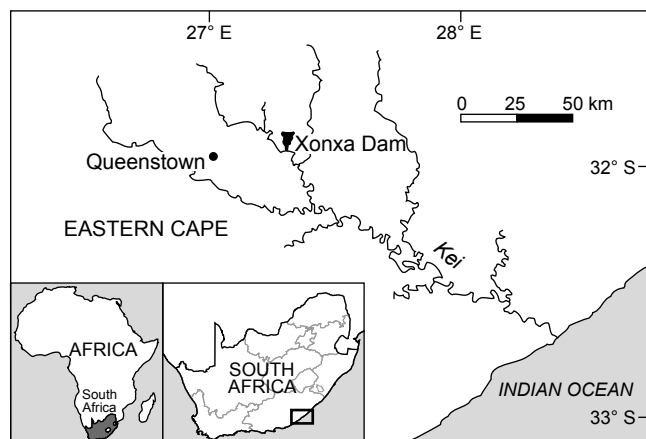 27° E
28° E
0 25 50 km
Xonxa Dam
Queenstown
32° S
EASTERN CAPE
Kei
AFRICA
South
Africa
SOUTH
AFRICA
INDIAN OCEAN
33° S